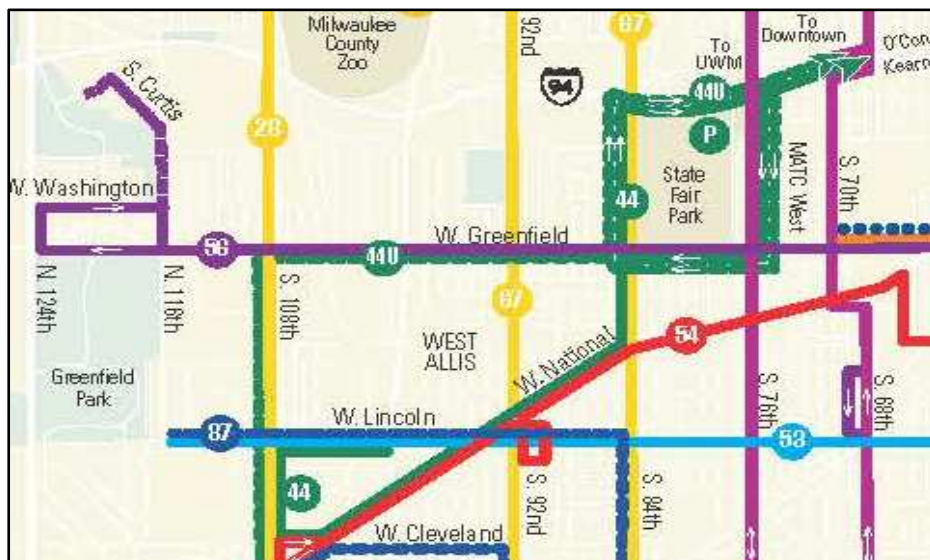 Milwaukee
County
Zoo
92nd
67
To
Downtown
To
UWM
O'Con
Kearn
S. Curtis
94
44U
28
P
MATC West
S. 70th
W. Washington
44
State
Fair
Park
56
W. Greenfield
44U
N. 124th
N. 116th
S. 108th
67
WEST
ALLIS
W. National
54
Greenfield
Park
W. Lincoln
87
S. 76th
S. 68th
53
44
S. 92nd
S. 84th
W. Cleveland